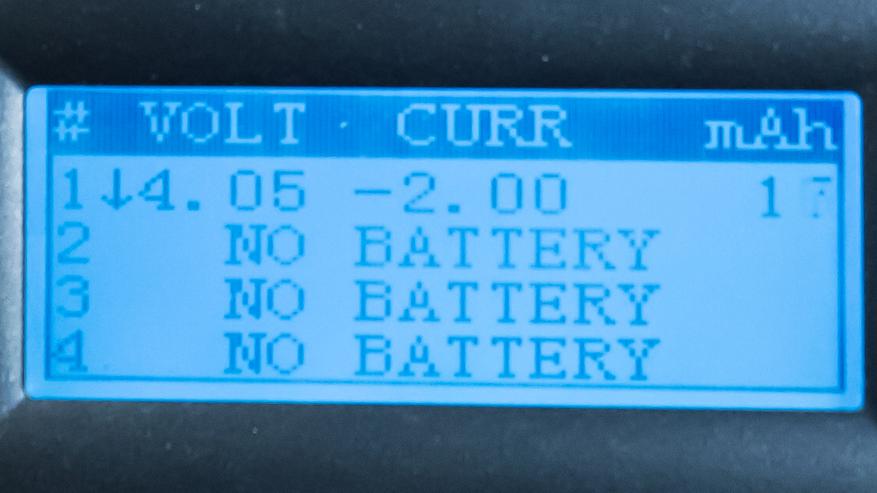 # VOLT CURR mAh
1↓4.05 -2.00
2 NO BATTERY
3 NO BATTERY
4 NO BATTERY